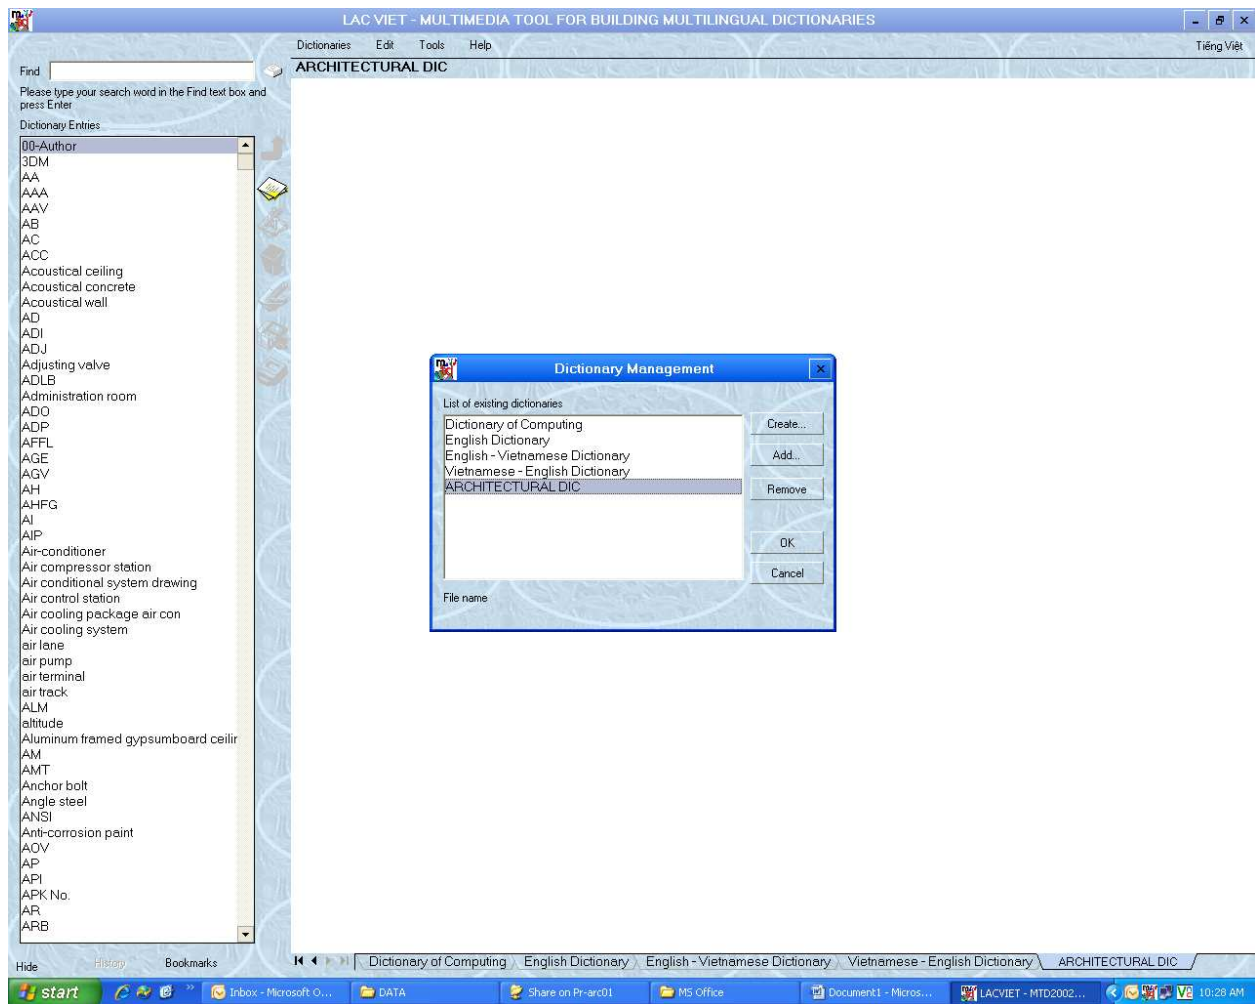 LAC VIET - MULTIMEDIA TOOL FOR BUILDING MULTILINGUAL DICTIONARIES
Dictionaries Edit Tools Help Tiếng Việt
Find
ARCHITECTURAL DIC
Please type your search word in the Find text box and
press Enter
Dictionary Entries
00-Author
3DM
AA
AAA
AAV
AB
AC
ACC
Acoustical ceiling
Acoustical concrete
Acoustical wall
AD
ADI
ADJ
Adjusting valve
ADLB
Administration room
ADO
ADP
AFFL
AGE
AGV
AH
AHFG
AI
AIP
Air-conditioner
Air compressor station
Air conditional system drawing
Air control station
Air cooling package air con
Air cooling system
air lane
air pump
air terminal
air track
ALM
altitude
Aluminum framed gypsumboard ceilir
AM
AMT
Anchor bolt
Angle steel
ANSI
Anti-corrosion paint
AOV
AP
API
APK No.
AR
ARB
Dictionary Management
List of existing dictionaries
Dictionary of Computing
English Dictionary
English - Vietnamese Dictionary
Vietnamese - English Dictionary
ARCHITECTURAL DIC
Create...
Add...
Remove
OK
Cancel
File name
Hide History Bookmarks
Dictionary of Computing English Dictionary English - Vietnamese Dictionary Vietnamese - English Dictionary ARCHITECTURAL DIC
start Inbox - Microsoft O... DATA Share on Pr-arc01 MS Office Document1 - Micros... LACVIET - MTD2002... 10:28 AM